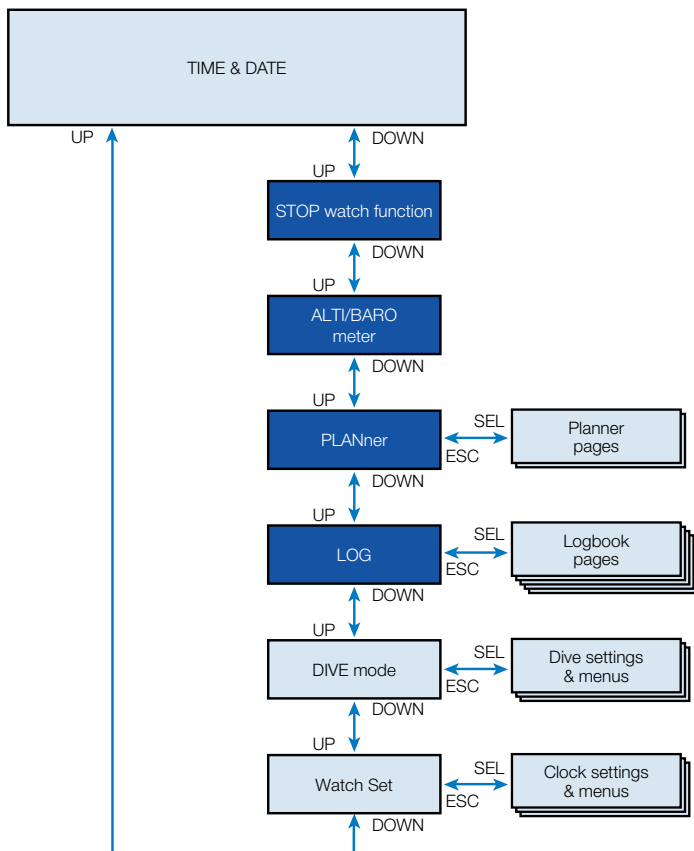 TIME & DATE
UP
DOWN
UP
STOP watch function
DOWN
UP
ALTI/BARO
meter
DOWN
UP
PLANner
SEL
ESC
Planner
pages
DOWN
UP
LOG
SEL
ESC
Logbook
pages
DOWN
UP
DIVE mode
SEL
ESC
Dive settings
& menus
DOWN
UP
Watch Set
SEL
ESC
Clock settings
& menus
DOWN